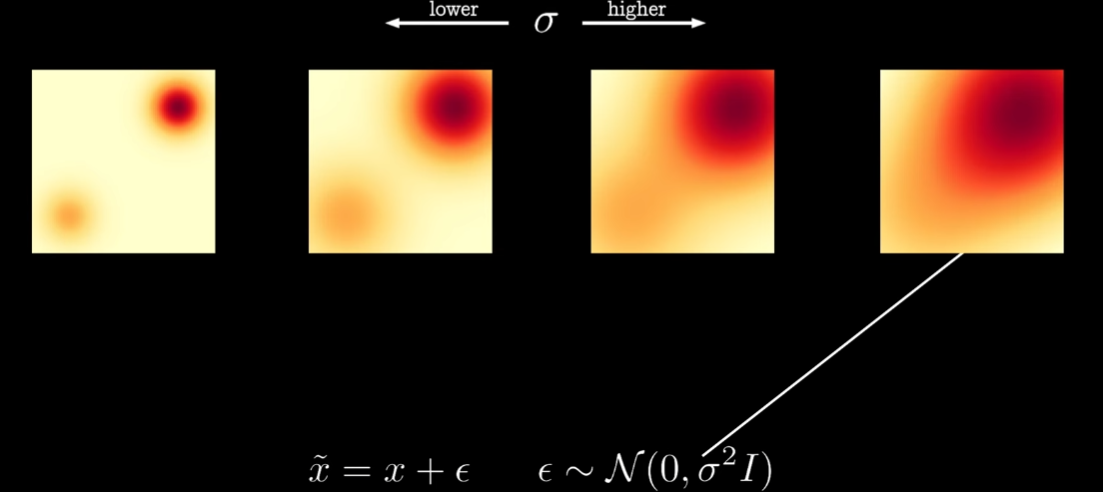 lower σ higher
x̃ = x + ϵ ϵ ∼ 𝒩(0, σ²I)